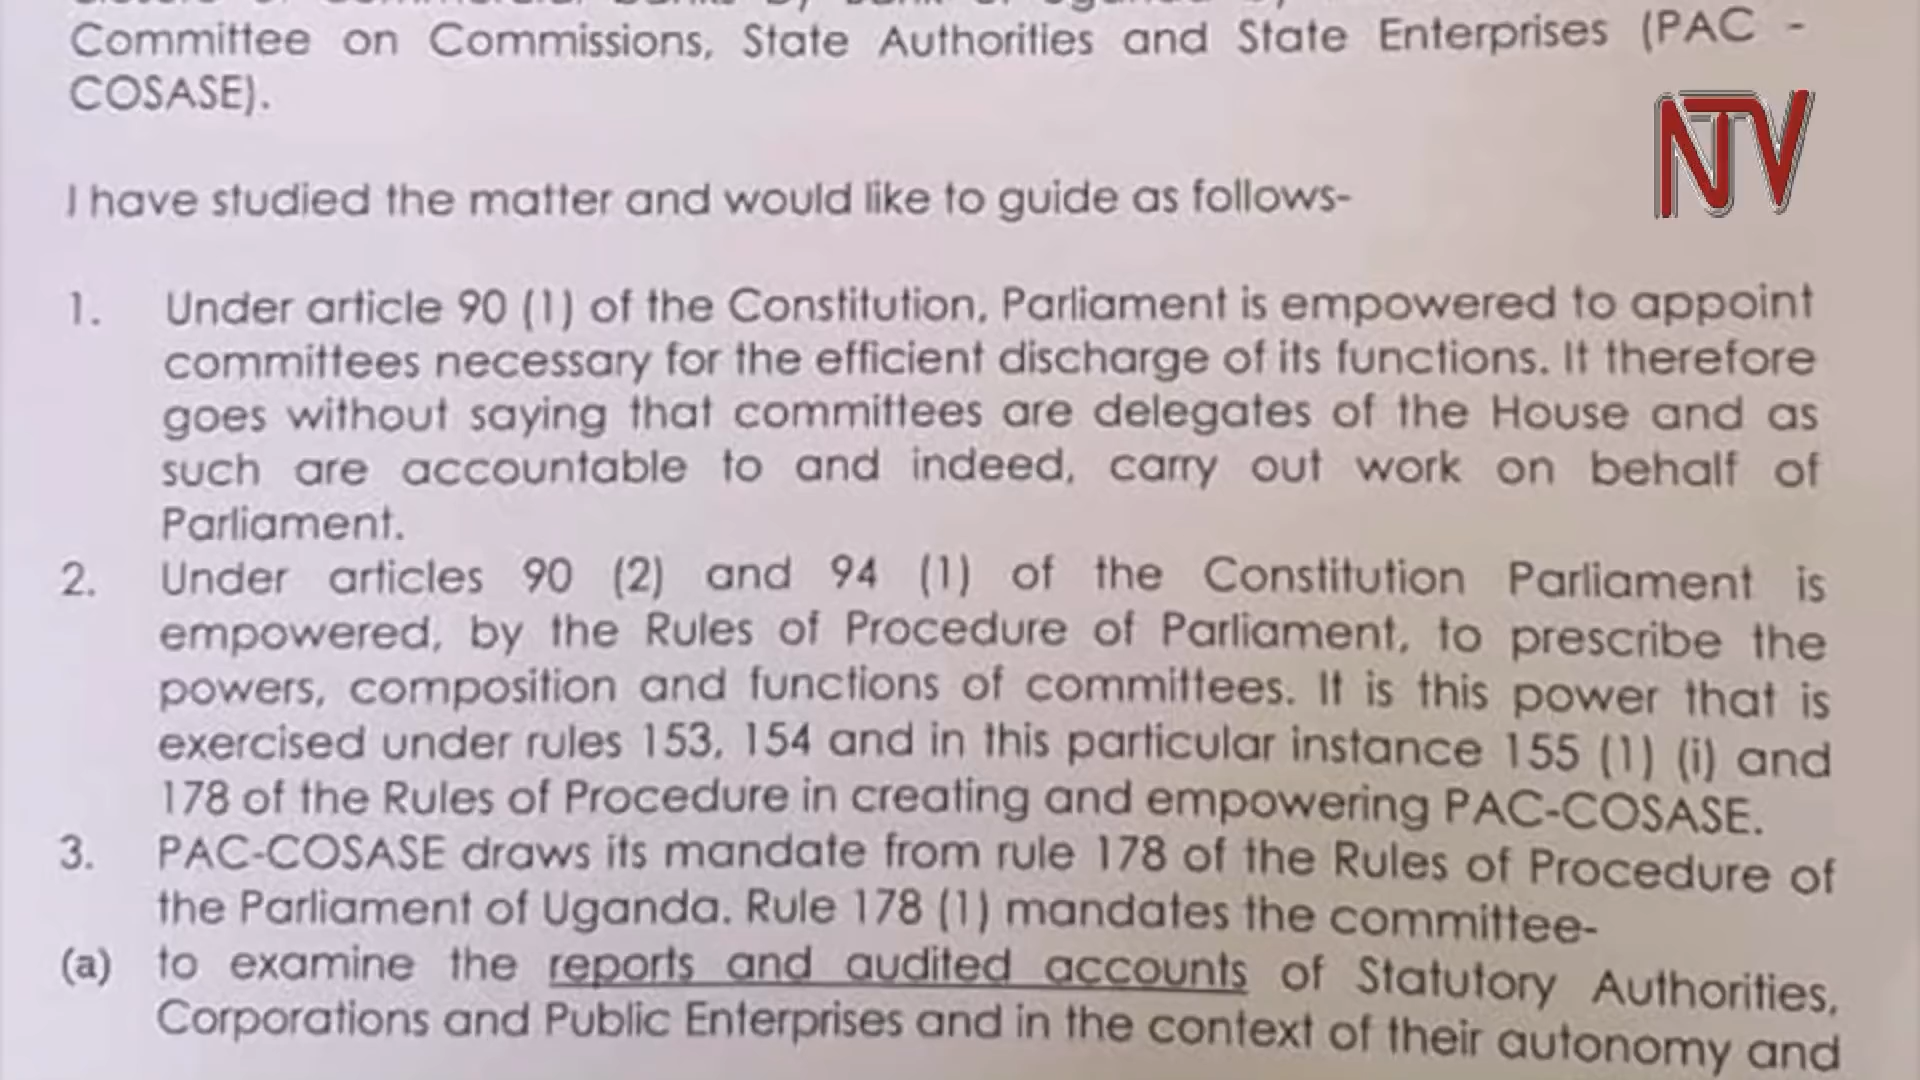 Committee on Commissions, State Authorities and State Enterprises (PAC -
COSASE).
NTV
I have studied the matter and would like to guide as follows-
1. Under article 90 (1) of the Constitution, Parliament is empowered to appoint
committees necessary for the efficient discharge of its functions. It therefore
goes without saying that committees are delegates of the House and as
such are accountable to and indeed, carry out work on behalf of
Parliament.
2. Under articles 90 (2) and 94 (1) of the Constitution Parliament is
empowered, by the Rules of Procedure of Parliament, to prescribe the
powers, composition and functions of committees. It is this power that is
exercised under rules 153, 154 and in this particular instance 155 (1) (i) and
178 of the Rules of Procedure in creating and empowering PAC-COSASE.
3. PAC-COSASE draws its mandate from rule 178 of the Rules of Procedure of
the Parliament of Uganda. Rule 178 (1) mandates the committee-
(a) to examine the reports and audited accounts of Statutory Authorities,
Corporations and Public Enterprises and in the context of their autonomy and